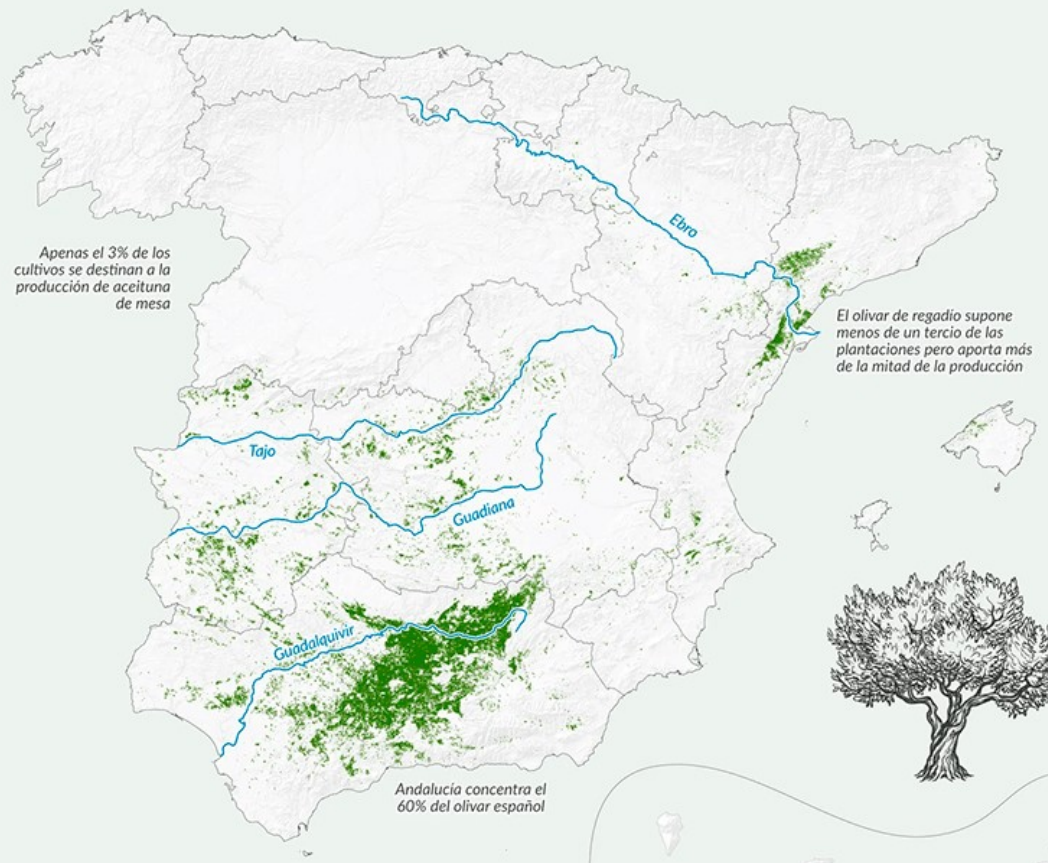 Ebro
Apenas el 3% de los
cultivos se destinan a la
producción de aceituna
de mesa
El olivar de regadío supone
menos de un tercio de las
plantaciones pero aporta más
de la mitad de la producción
Tajo
Guadiana
Guadalquivir
Andalucía concentra el
60% del olivar español